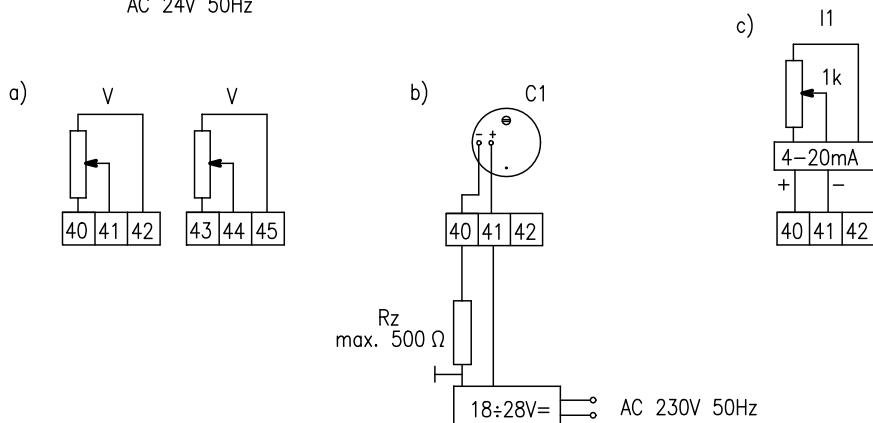 AC 24V 50Hz
a)
V
V
40 41 42
43 44 45
b)
C1
- +
40 41 42
Rz
max. 500 Ω
18÷28V=
AC 230V 50Hz
c)
I1
1k
4-20mA
+ -
40 41 42